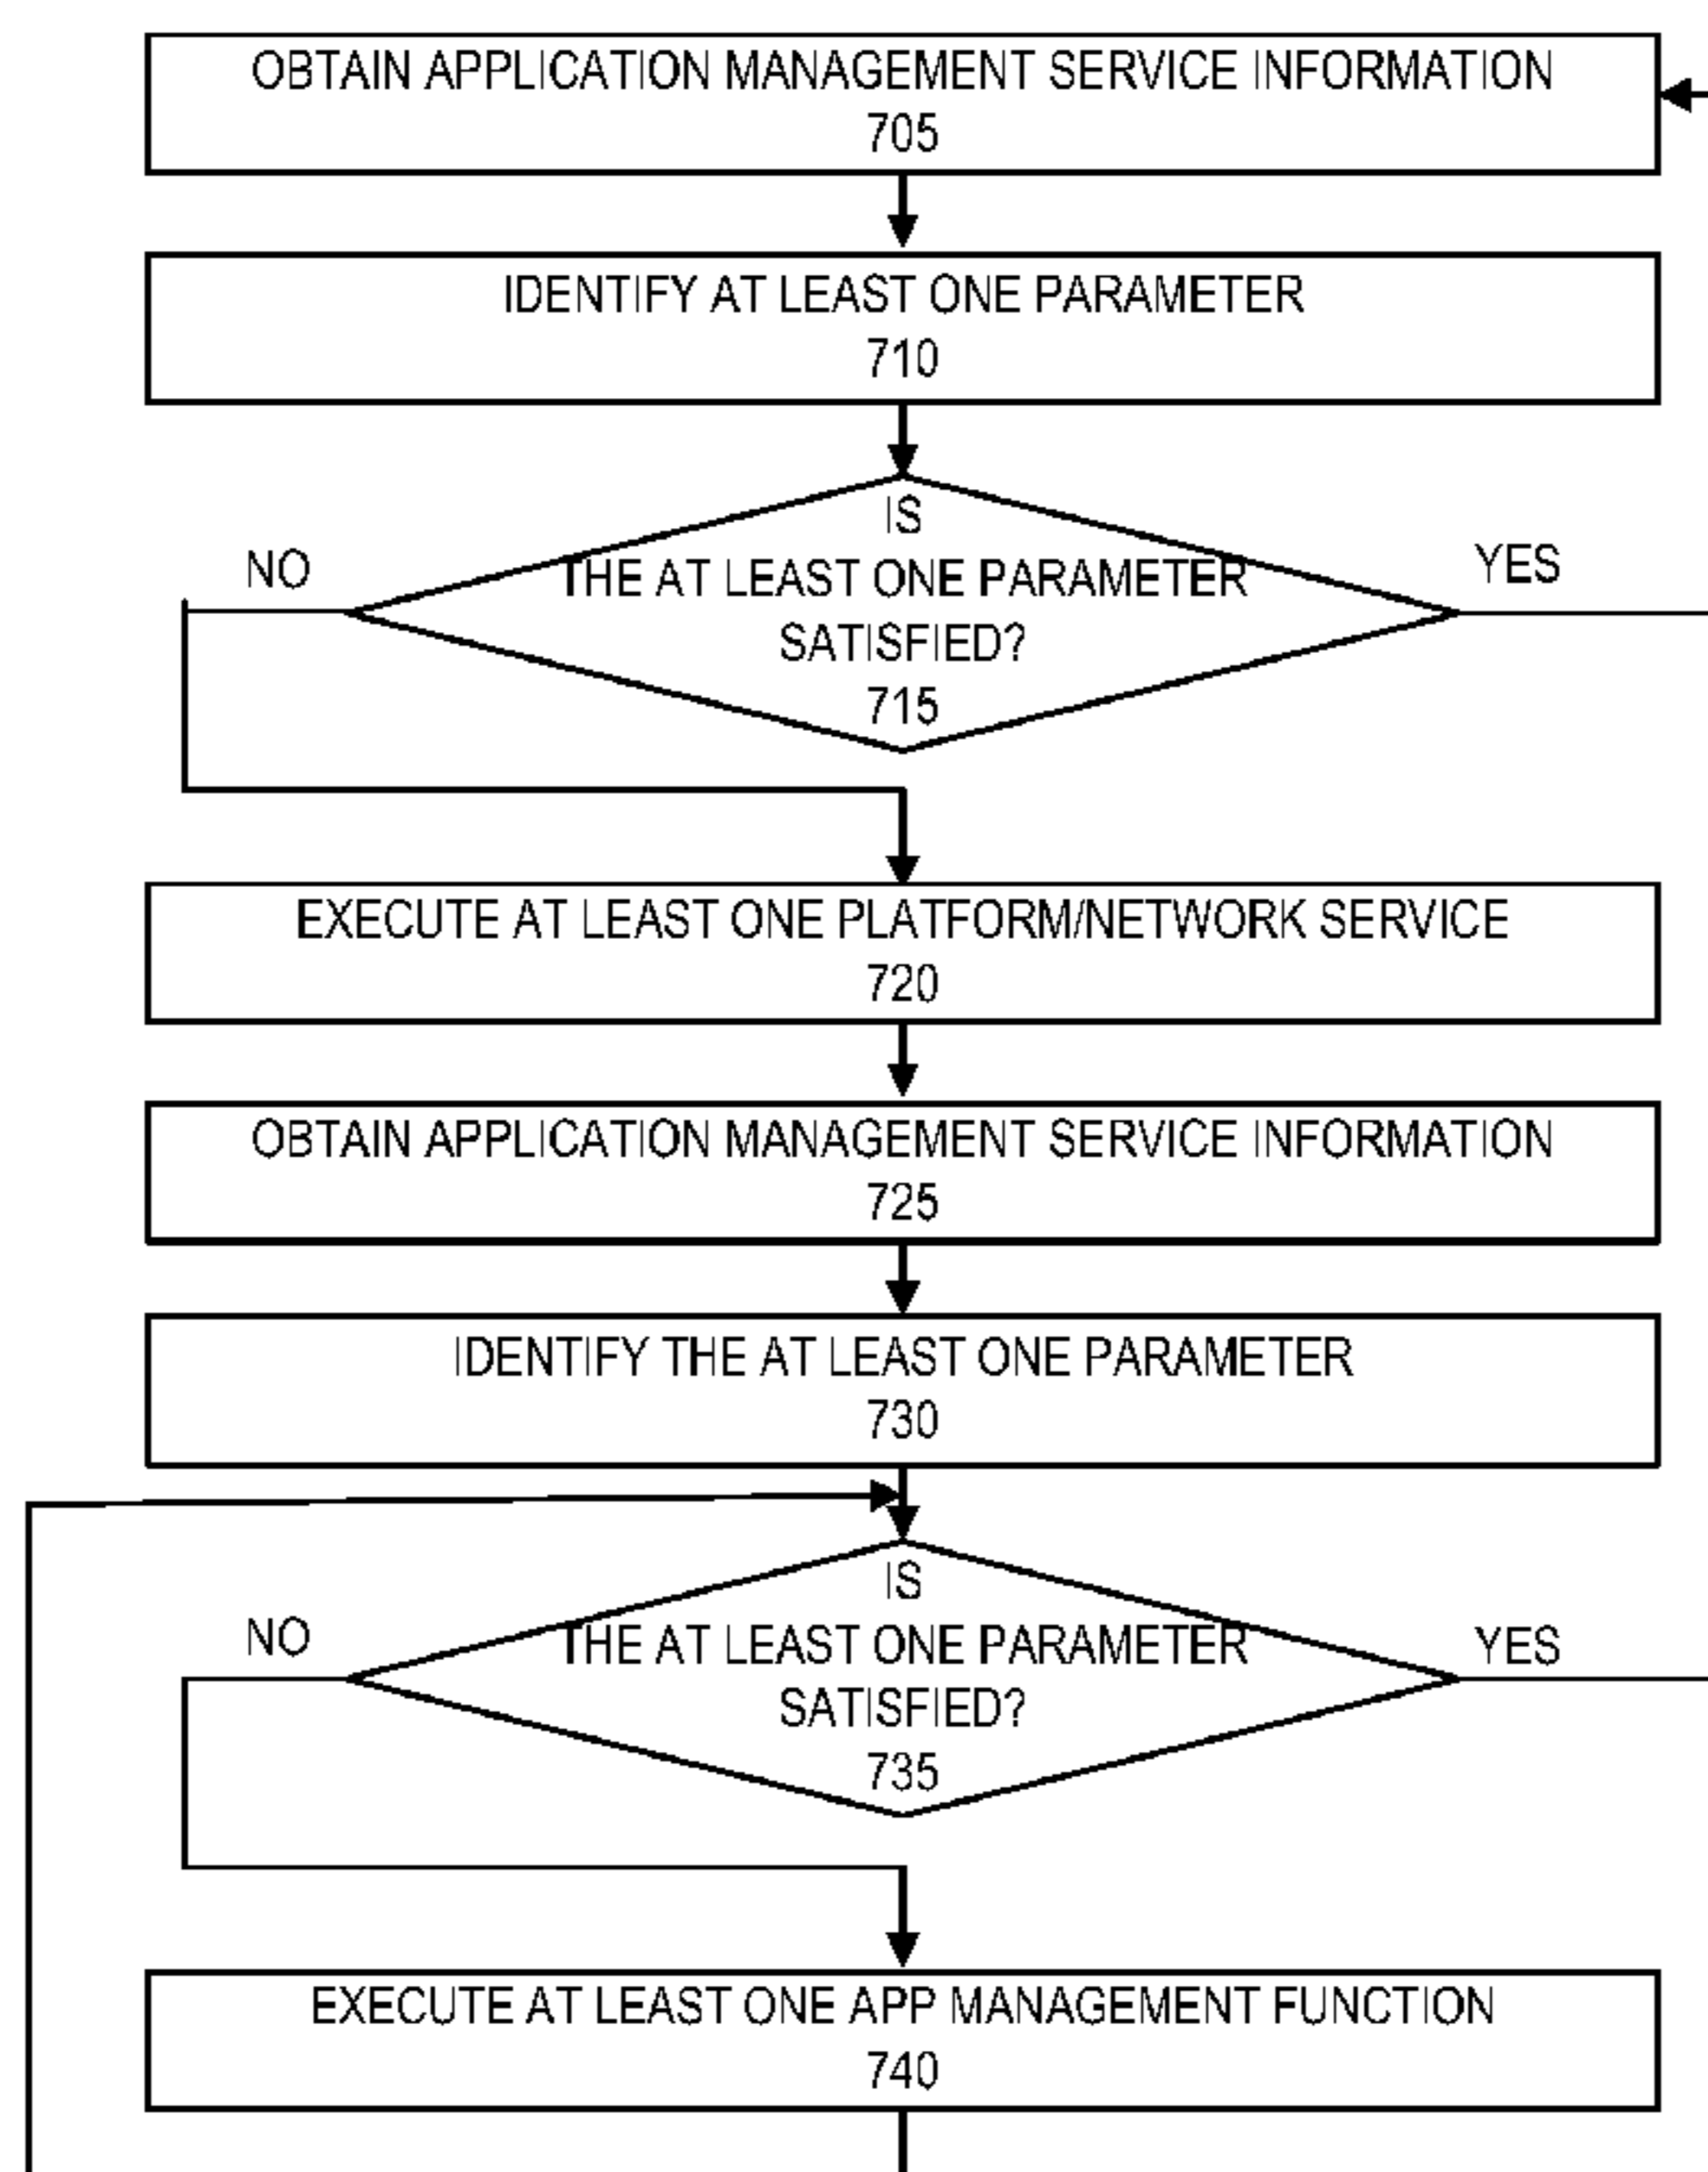 OBTAIN APPLICATION MANAGEMENT SERVICE INFORMATION
705
IDENTIFY AT LEAST ONE PARAMETER
710
IS
THE AT LEAST ONE PARAMETER
SATISFIED?
715
NO
YES
EXECUTE AT LEAST ONE PLATFORM/NETWORK SERVICE
720
OBTAIN APPLICATION MANAGEMENT SERVICE INFORMATION
725
IDENTIFY THE AT LEAST ONE PARAMETER
730
IS
THE AT LEAST ONE PARAMETER
SATISFIED?
735
NO
YES
EXECUTE AT LEAST ONE APP MANAGEMENT FUNCTION
740